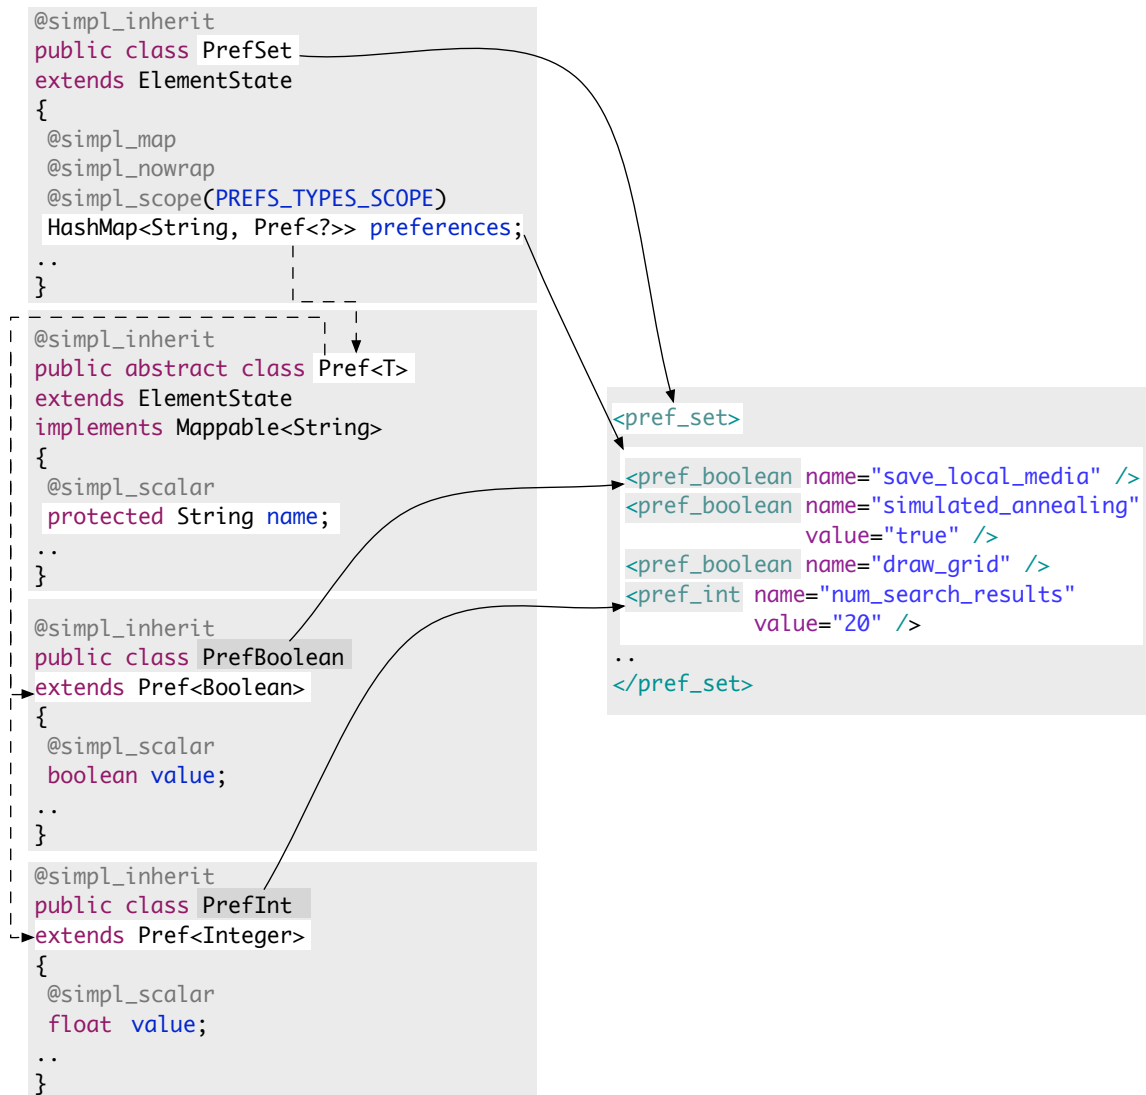 @simpl_inherit
public class PrefSet
extends ElementState
{
@simpl_map
@simpl_nowrap
@simpl_scope(PREFS_TYPES_SCOPE)
HashMap<String, Pref<?>> preferences;
..
}
@simpl_inherit
public abstract class Pref<T>
extends ElementState
implements Mappable<String>
{
@simpl_scalar
protected String name;
..
}
@simpl_inherit
public class PrefBoolean
extends Pref<Boolean>
{
@simpl_scalar
boolean value;
..
}
@simpl_inherit
public class PrefInt
extends Pref<Integer>
{
@simpl_scalar
float value;
..
}
<pref_set>
<pref_boolean name="save_local_media" />
<pref_boolean name="simulated_annealing"
value="true" />
<pref_boolean name="draw_grid" />
<pref_int name="num_search_results"
value="20" />
..
</pref_set>